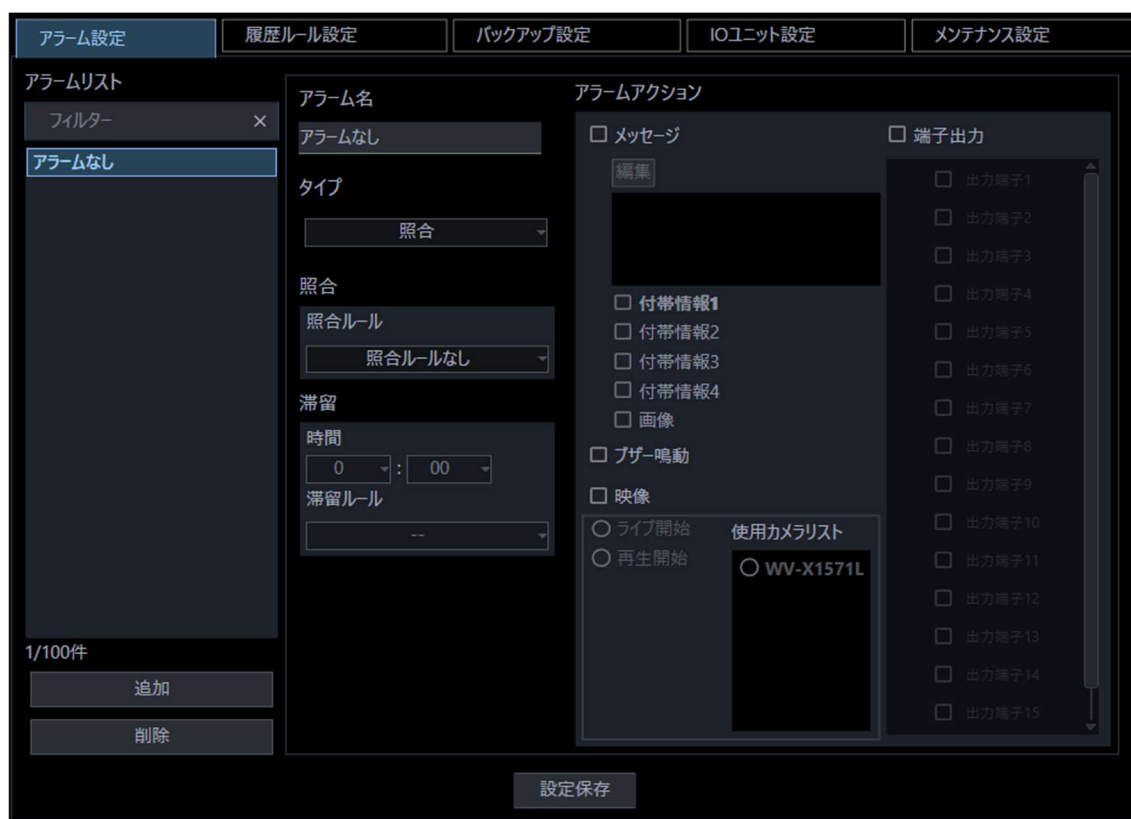 アラーム設定
履歴ルール設定
バックアップ設定
IOユニット設定
メンテナンス設定
アラームリスト
フィルター ×
アラームなし
1/100件
追加
削除
アラーム名
アラームなし
タイプ
照合
照合
照合ルール
照合ルールなし
滞留
時間
0 : 00
滞留ルール
--
アラームアクション
メッセージ
編集
付帯情報1
付帯情報2
付帯情報3
付帯情報4
画像
ブザー鳴動
映像
ライブ開始
再生開始
使用カメラリスト
WV-X1571L
端子出力
出力端子1
出力端子2
出力端子3
出力端子4
出力端子5
出力端子6
出力端子7
出力端子8
出力端子9
出力端子10
出力端子11
出力端子12
出力端子13
出力端子14
出力端子15
設定保存